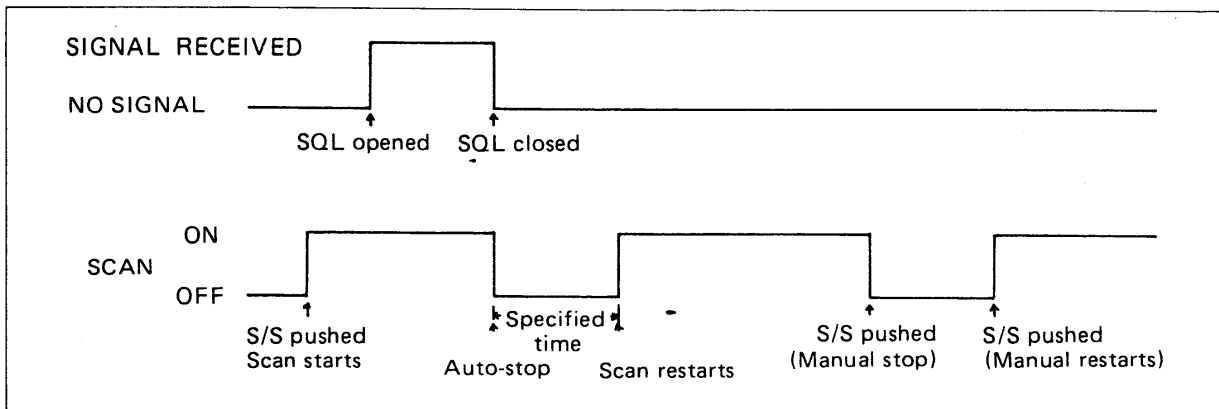 SIGNAL RECEIVED
NO SIGNAL
SQL opened
SQL closed
ON
SCAN
OFF
S/S pushed
Scan starts
Auto-stop
Specified
time
Scan restarts
S/S pushed
(Manual stop)
S/S pushed
(Manual restarts)